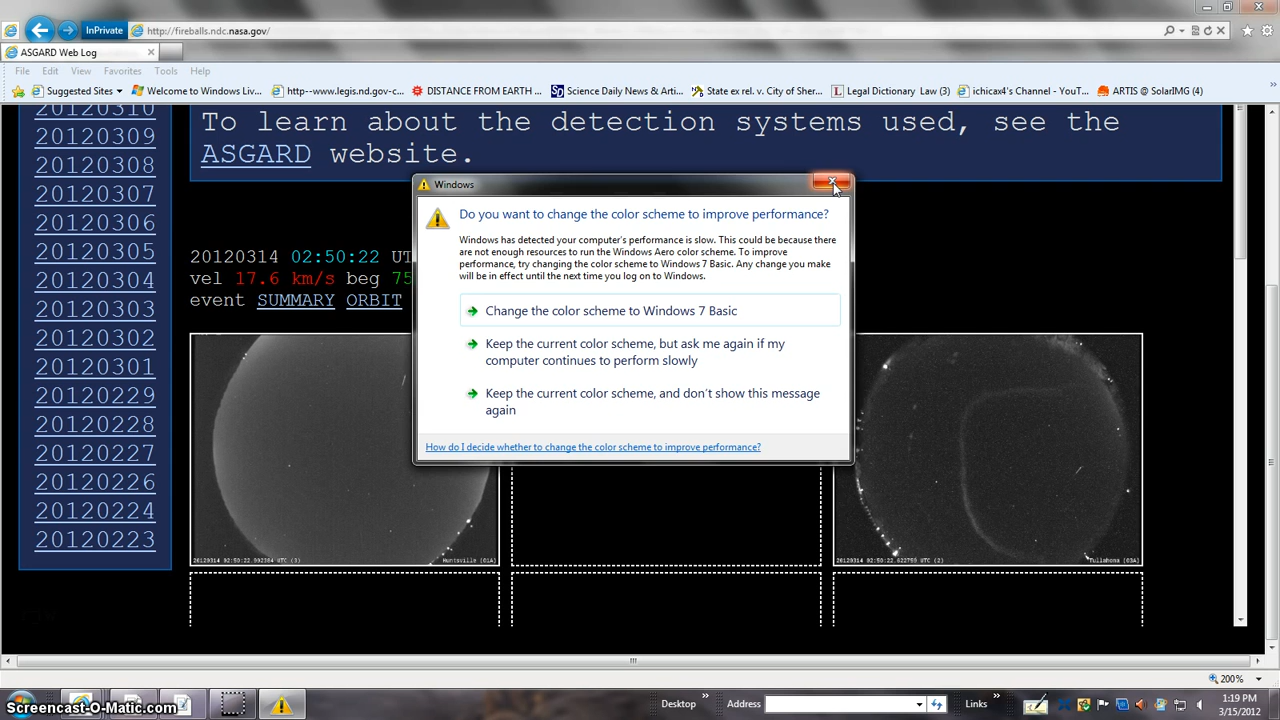 InPrivate
http://fireballs.ndc.nasa.gov/
ASGARD Web Log
File Edit View Favorites Tools Help
Suggested Sites
Welcome to Windows Liv...
http--www.legis.nd.gov-c...
DISTANCE FROM EARTH ...
Science Daily News & Arti...
State ex rel. v. City of Sher...
Legal Dictionary Law (3)
ichicax4's Channel - YouT...
ARTIS @ SolarIMG (4)
20120310
20120309
20120308
20120307
20120306
20120305
20120304
20120303
20120302
20120301
20120229
20120228
20120227
20120226
20120224
20120223
To learn about the detection systems used, see the
ASGARD website.
20120314 02:50:22 UT
vel 17.6 km/s beg 75
event SUMMARY ORBIT
Windows
Do you want to change the color scheme to improve performance?
Windows has detected your computer's performance is slow. This could be because there
are not enough resources to run the Windows Aero color scheme. To improve
performance, try changing the color scheme to Windows 7 Basic. Any change you make
will be in effect until the next time you log on to Windows.
Change the color scheme to Windows 7 Basic
Keep the current color scheme, but ask me again if my
computer continues to perform slowly
Keep the current color scheme, and don't show this message
again
How do I decide whether to change the color scheme to improve performance?
Huntsville (01A)
Tullahoma (03A)
200%
Screencast-O-Matic.com
Desktop
Address
Links
1:19 PM
3/15/2012